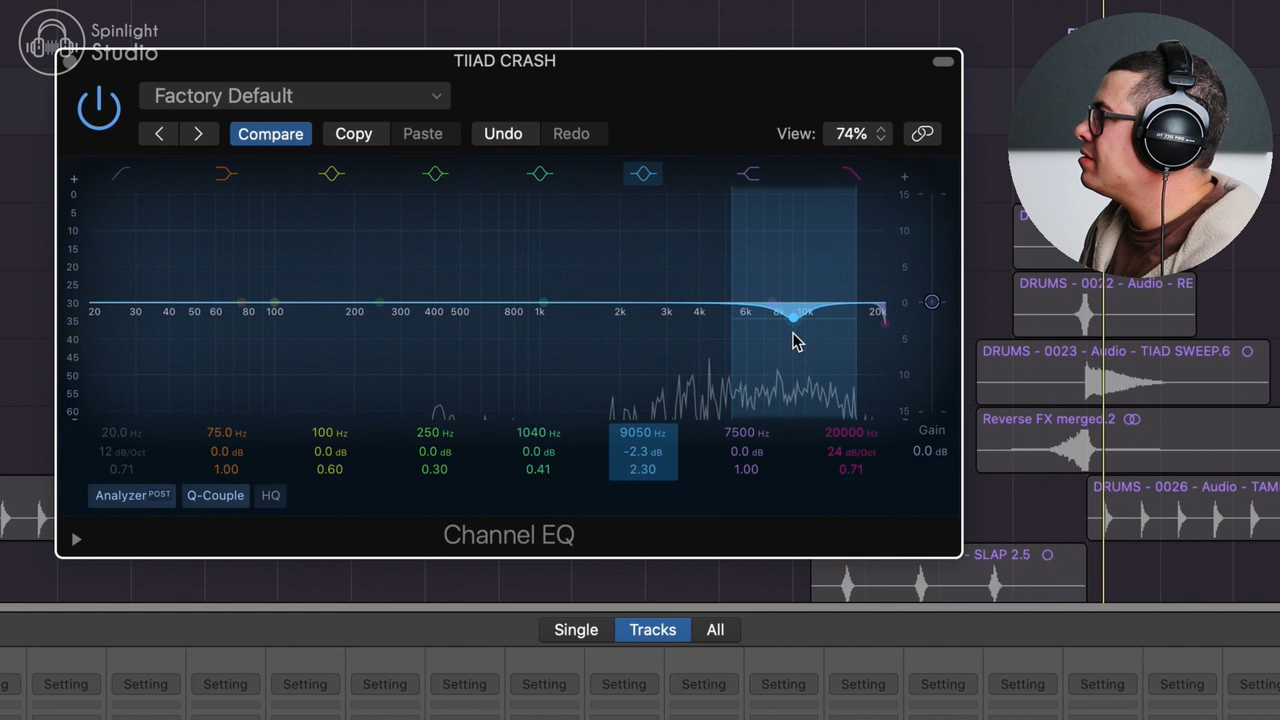 Spinlight
Studio
TIIAD CRASH
Factory Default
Compare Copy Paste Undo Redo View: 74%
+ +
0 15
5
10 10
15
20 5
25
30 0
20 30 40 50 60 80 100 200 300 400 500 800 1k 2k 3k 4k 6k 8k 10k 20k
35
40 5
45
50 10
55
60 15
20.0 Hz 75.0 Hz 100 Hz 250 Hz 1040 Hz 9050 Hz 7500 Hz 20000 Hz Gain
12 dB/Oct 0.0 dB 0.0 dB 0.0 dB 0.0 dB -2.3 dB 0.0 dB 24 dB/Oct 0.0 dB
0.71 1.00 0.60 0.30 0.41 2.30 1.00 0.71
Analyzer POST Q-Couple HQ
Channel EQ
DRUMS - 0022 - Audio - RE
DRUMS - 0023 - Audio - TIAD SWEEP.6
Reverse FX merged.2
DRUMS - 0026 - Audio - TAM
- SLAP 2.5
Single Tracks All
Setting Setting Setting Setting Setting Setting Setting Setting Setting Setting Setting Setting Setting Setting Setting